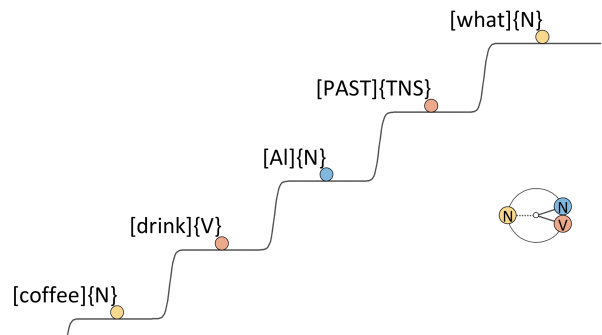 [what]{N}
[PAST]{TNS}
[Al]{N}
[drink]{V}
[coffee]{N}
N
N
V